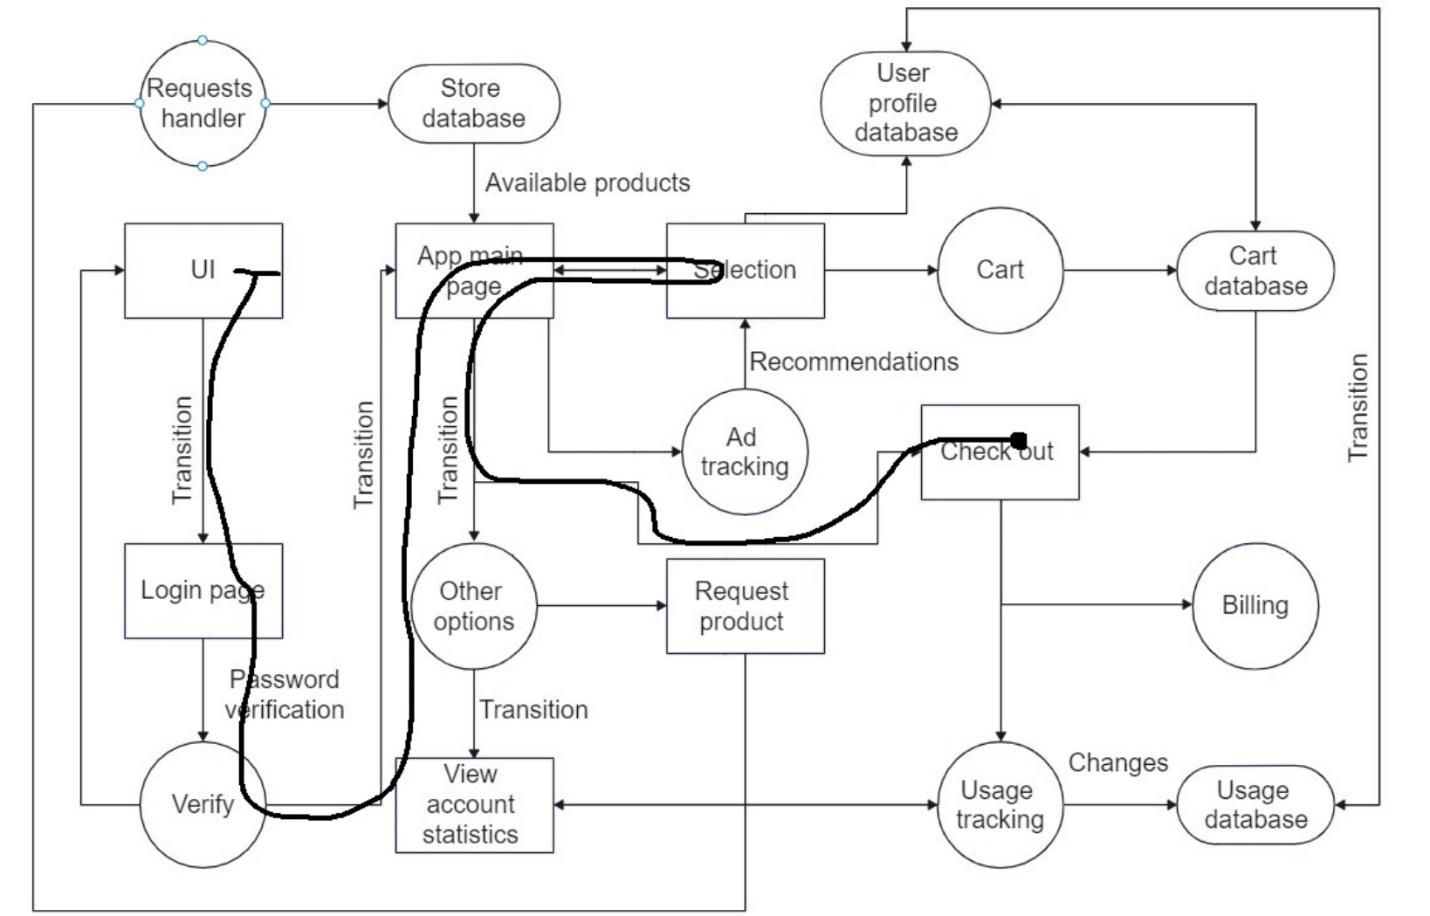 Requests
handler
Store
database
User
profile
database
Available products
UI
App main
page
Selection
Cart
Cart
database
Recommendations
Transition
Transition
Transition
Transition
Ad
tracking
Check out
Login page
Other
options
Request
product
Billing
Password
verification
Transition
Verify
View
account
statistics
Usage
tracking
Changes
Usage
database